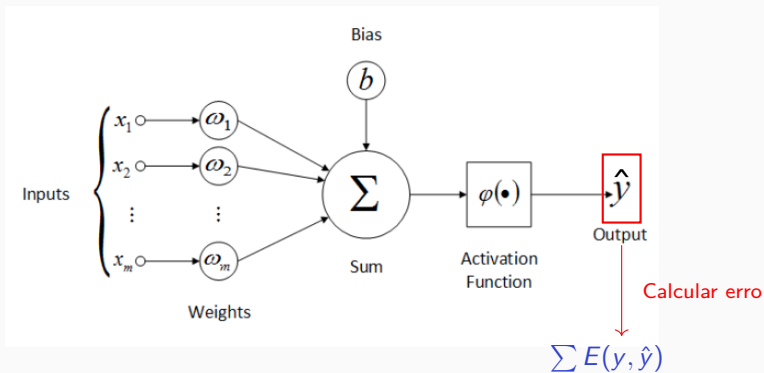 Bias
b
x₁ ω₁
x₂ ω₂
Inputs ⋮ ⋮ Σ φ(•) ŷ
Output
xₘ ωₘ
Sum
Activation
Function
Weights
Calcular erro
∑ E(y, ŷ)